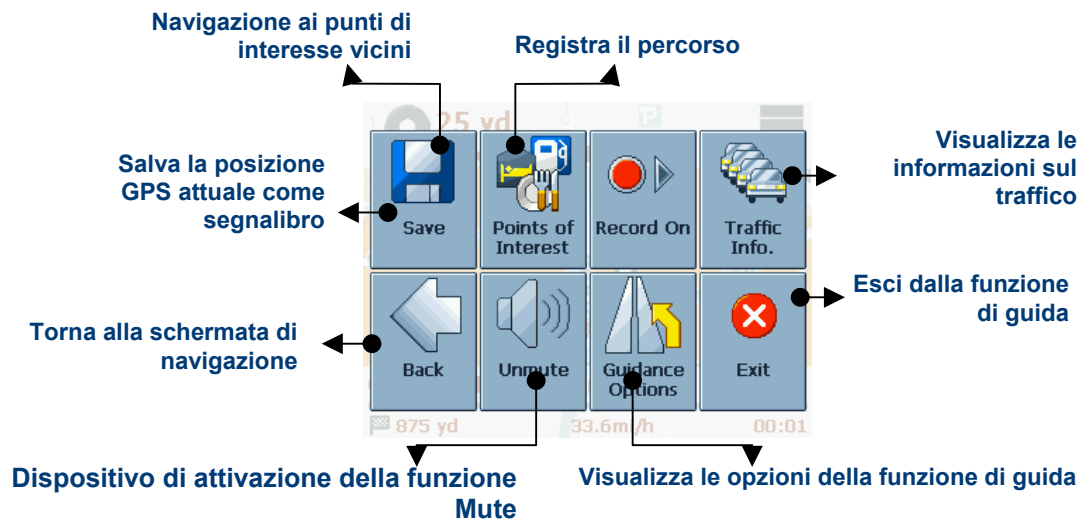 Navigazione ai punti di
interesse vicini
Registra il percorso
25 yd
P
Salva la posizione
GPS attuale come
segnalibro
Visualizza le
informazioni sul
traffico
Save
Points of
Interest
Record On
Traffic
Info.
Torna alla schermata di
navigazione
Esci dalla funzione
di guida
Back
Unmute
Guidance
Options
Exit
875 yd
33.6mi/h
00:01
Dispositivo di attivazione della funzione
Mute
Visualizza le opzioni della funzione di guida